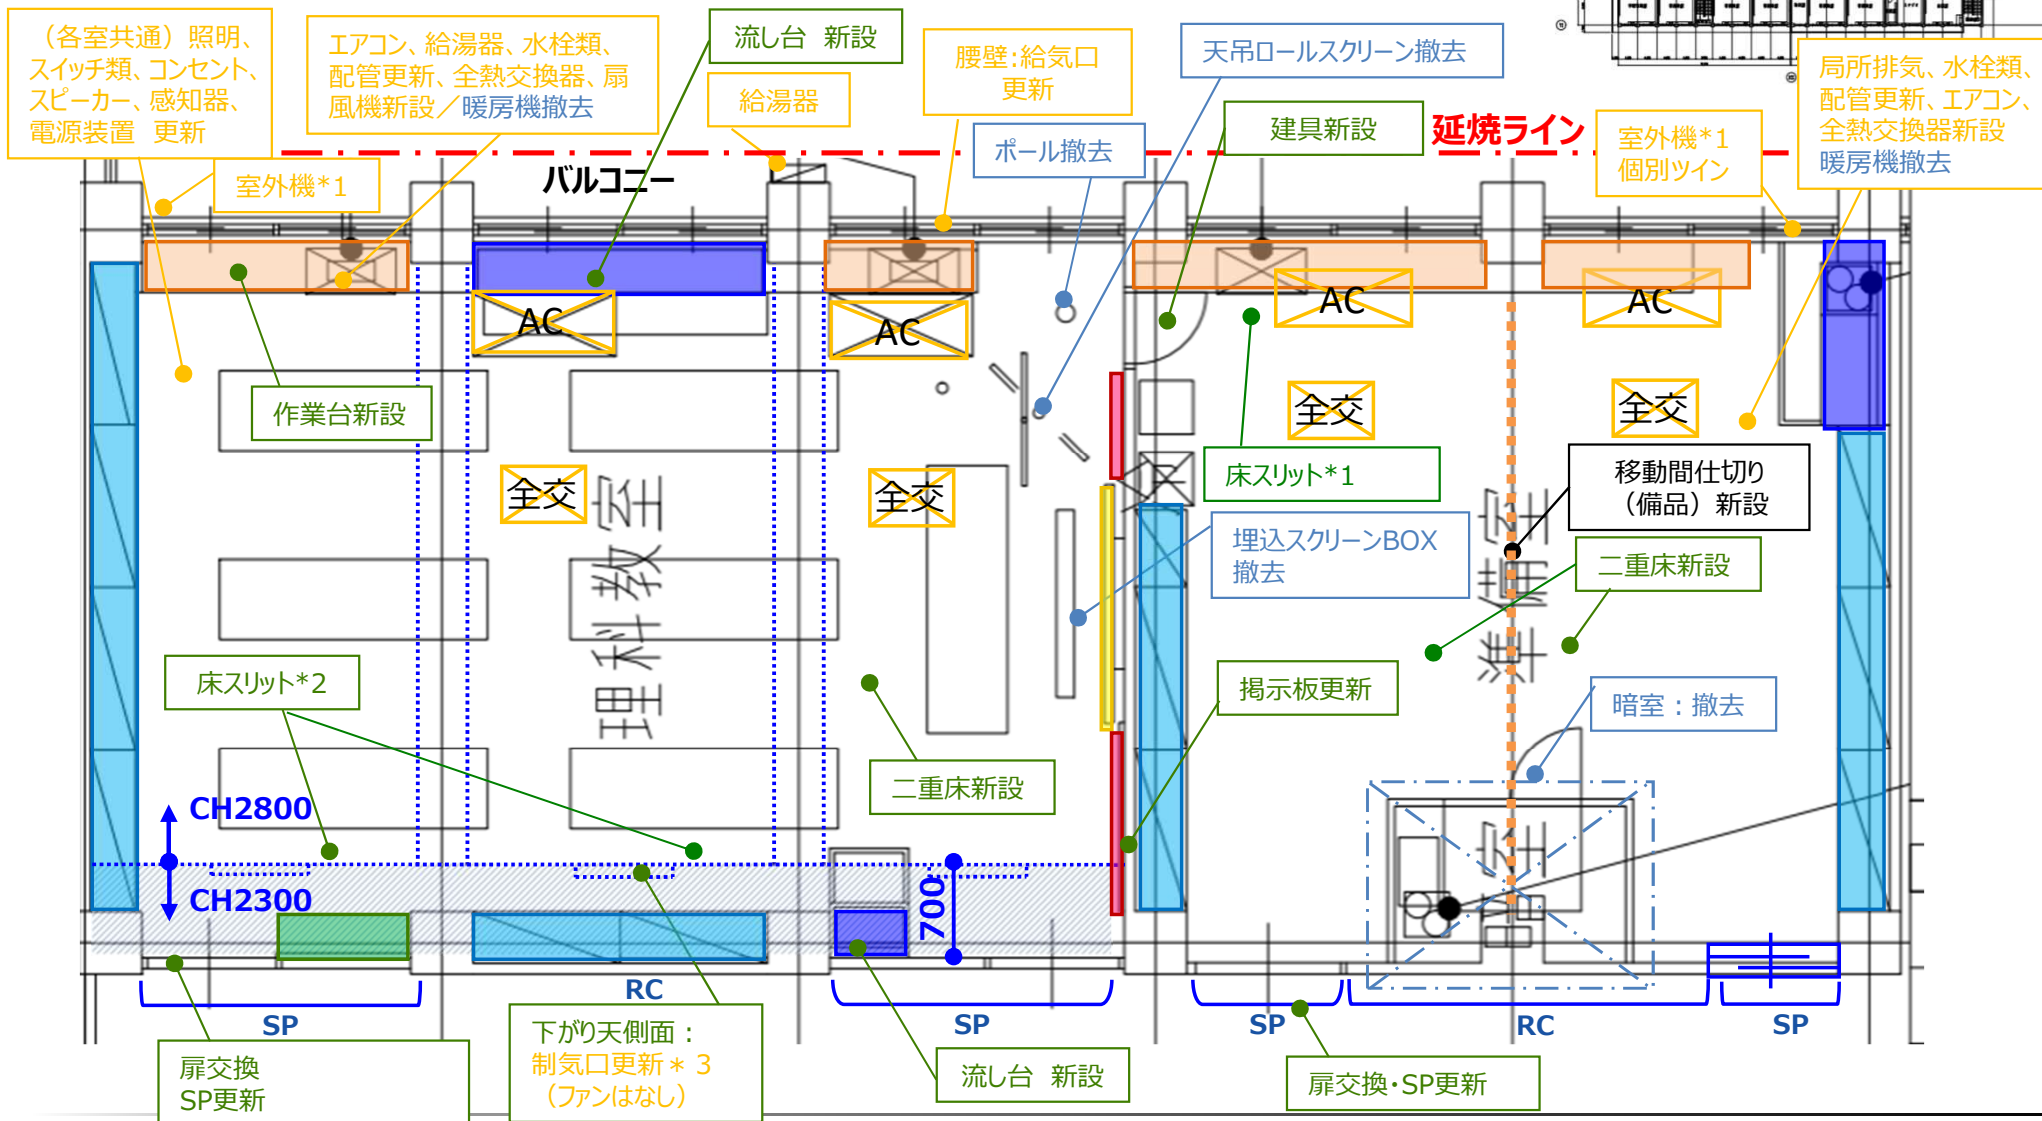 （各室共通）照明、
スイッチ類、コンセント、
スピーカー、感知器、
電源装置　更新
エアコン、給湯器、水栓類、
配管更新、全熱交換器、扇
風機新設／暖房機撤去
流し台　新設
給湯器
腰壁:給気口
更新
天吊ロールスクリーン撤去
ポール撤去
建具新設
延焼ライン
室外機*1
個別ツイン
局所排気、水栓類、
配管更新、エアコン、
全熱交換器新設
暖房機撤去
室外機*1
バルコニー
AC
AC
AC
AC
作業台新設
全交
全交
全交
全交
床スリット*1
移動間仕切り
（備品）新設
埋込スクリーンBOX
撤去
二重床新設
理科教室
準備室
床スリット*2
掲示板更新
暗室：撤去
二重床新設
CH2800
CH2300
700
暗室
SP
RC
SP
SP
RC
SP
扉交換
SP更新
下がり天側面：
制気口更新＊3
（ファンはなし）
流し台　新設
扉交換・SP更新